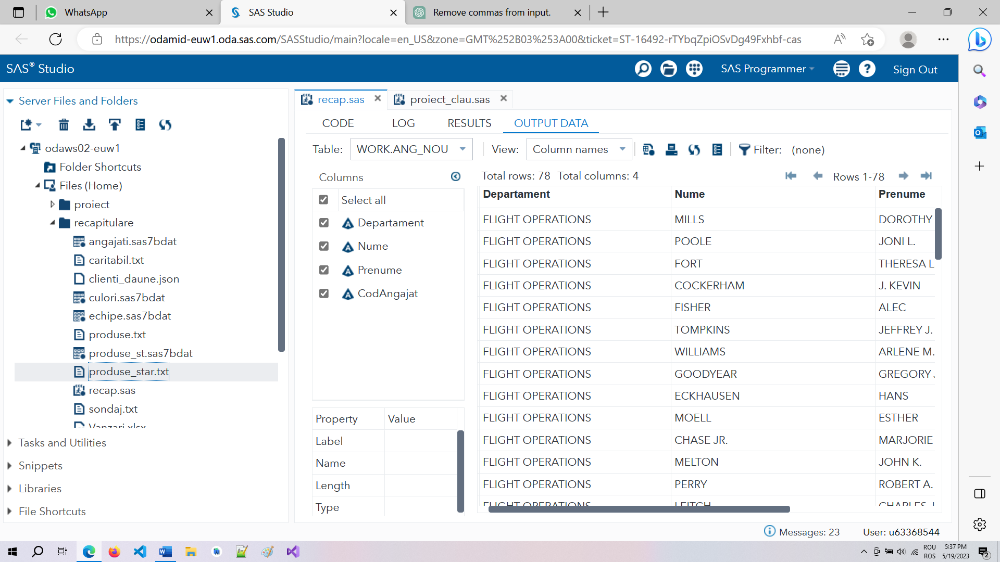 WhatsApp
SAS Studio
Remove commas from input.
https://odamid-euw1.oda.sas.com/SASStudio/main?locale=en_US&zone=GMT%252B03%253A00&ticket=ST-16492-rTYbqZpiOSvDg49Fxhbf-cas
SAS® Studio
SAS Programmer
Sign Out
Server Files and Folders
odaws02-euw1
Folder Shortcuts
Files (Home)
proiect
recapitulare
angajati.sas7bdat
caritabil.txt
clienti_daune.json
culori.sas7bdat
echipe.sas7bdat
produse.txt
produse_st.sas7bdat
produse_star.txt
recap.sas
sondaj.txt
Vanzari.xlsx
Tasks and Utilities
Snippets
Libraries
File Shortcuts
recap.sas
proiect_clau.sas
CODE LOG RESULTS OUTPUT DATA
Table: WORK.ANG_NOU View: Column names Filter: (none)
Columns
Select all
Departament
Nume
Prenume
CodAngajat
Property Value
Label
Name
Length
Type
Total rows: 78 Total columns: 4 Rows 1-78
Departament Nume Prenume
FLIGHT OPERATIONS MILLS DOROTHY
FLIGHT OPERATIONS POOLE JONI L.
FLIGHT OPERATIONS FORT THERESA L
FLIGHT OPERATIONS COCKERHAM J. KEVIN
FLIGHT OPERATIONS FISHER ALEC
FLIGHT OPERATIONS TOMPKINS JEFFREY J.
FLIGHT OPERATIONS WILLIAMS ARLENE M.
FLIGHT OPERATIONS GOODYEAR GREGORY J
FLIGHT OPERATIONS ECKHAUSEN HANS
FLIGHT OPERATIONS MOELL ESTHER
FLIGHT OPERATIONS CHASE JR. MARJORIE
FLIGHT OPERATIONS MELTON JOHN K.
FLIGHT OPERATIONS PERRY ROBERT A.
FLIGHT OPERATIONS LEITCH CHARLES J
Messages: 23 User: u63368544
ROU
ROS
5:37 PM
5/19/2023
2